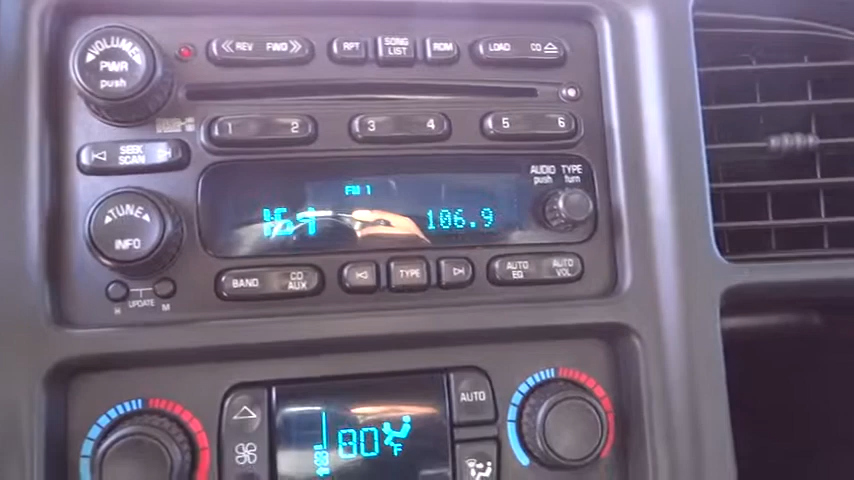 VOLUME
PWR
push
REV FWD
RPT
SONG LIST
RDM
LOAD CD
1 2
3 4
5 6
SEEK
SCAN
TUNE
INFO
FM 1
106.9
AUDIO TYPE
push turn
BAND
CD
AUX
TYPE
AUTO
EQ
AUTO
VOL
H UPDATE M
AUTO
80 °F